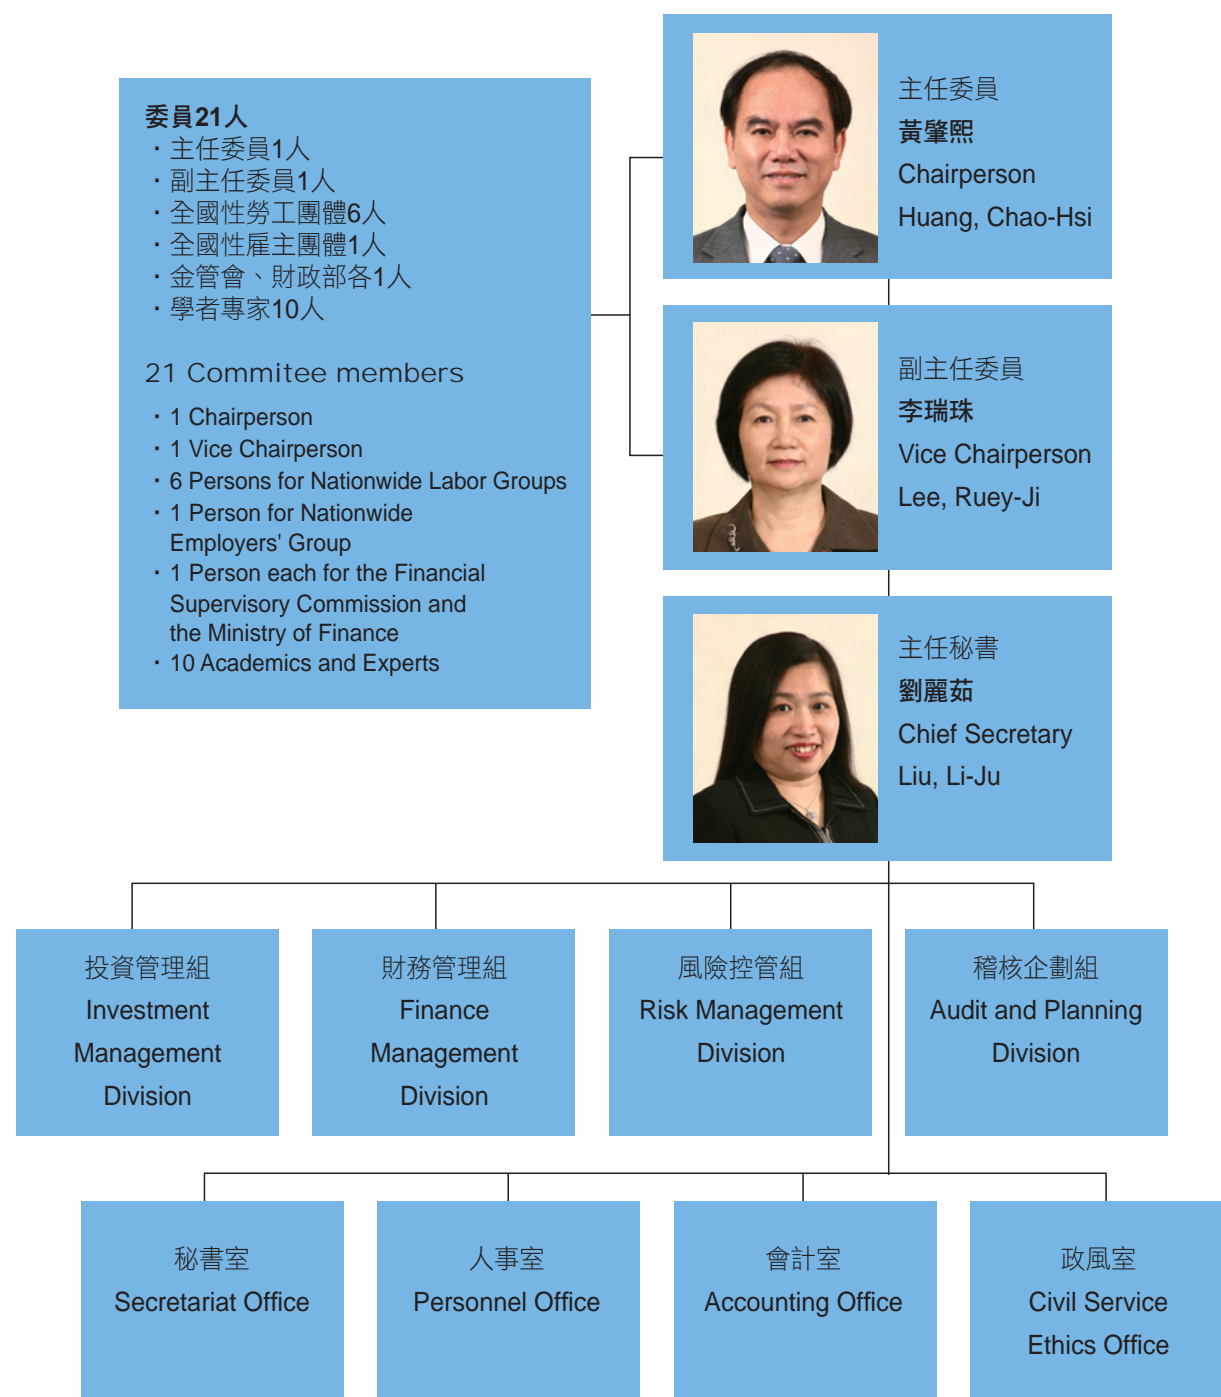 委員21人
・主任委員1人
・副主任委員1人
・全國性勞工團體6人
・全國性雇主團體1人
・金管會、財政部各1人
・學者專家10人
21 Commitee members
・1 Chairperson
・1 Vice Chairperson
・6 Persons for Nationwide Labor Groups
・1 Person for Nationwide
Employers' Group
・1 Person each for the Financial
Supervisory Commission and
the Ministry of Finance
・10 Academics and Experts
主任委員
黃肇熙
Chairperson
Huang, Chao-Hsi
副主任委員
李瑞珠
Vice Chairperson
Lee, Ruey-Ji
主任秘書
劉麗茹
Chief Secretary
Liu, Li-Ju
投資管理組
Investment
Management
Division
財務管理組
Finance
Management
Division
風險控管組
Risk Management
Division
稽核企劃組
Audit and Planning
Division
秘書室
Secretariat Office
人事室
Personnel Office
會計室
Accounting Office
政風室
Civil Service
Ethics Office